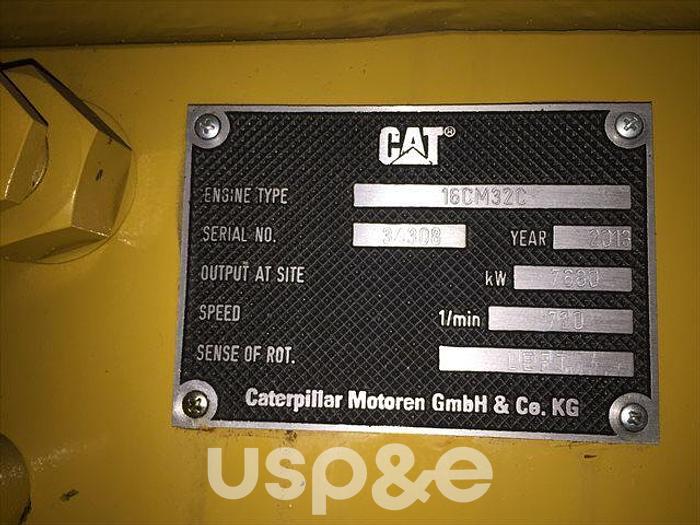 CAT®
ENGINE TYPE 16CM32C
SERIAL NO. 34308 YEAR 2013
OUTPUT AT SITE kW 7680
SPEED 1/min 720
SENSE OF ROT. LEFT
Caterpillar Motoren GmbH & Co. KG
usp&e